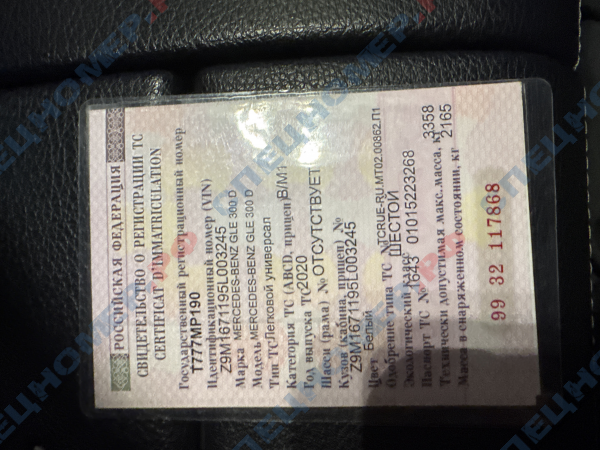 РОССИЙСКАЯ ФЕДЕРАЦИЯ
СВИДЕТЕЛЬСТВО О РЕГИСТРАЦИИ ТС
CERTIFICAT D'IMMATRICULATION
Государственный регистрационный номер
Т777МР190
Идентификационный номер (VIN)
Z9M1671195L003245
Марка MERCEDES-BENZ GLE 300 D
Модель MERCEDES-BENZ GLE 300 D
Тип ТС Легковой универсал
Категория ТС (ABCD, прицеп) B/M1
Год выпуска ТС 2020
Шасси (рама) № ОТСУТСТВУЕТ
Кузов (кабина, прицеп) №
Z9M1671195L003245
Цвет Белый
Одобрение типа ТС № ТСRUE-RU.MT02.00862.П1
Экологический класс ШЕСТОЙ
Паспорт ТС № 1643 01015223268
Технически допустимая макс. масса, кг 3358
Масса в снаряженном состоянии, кг 2165
99 32 117868
СПЕЦНОМЕР.РФ